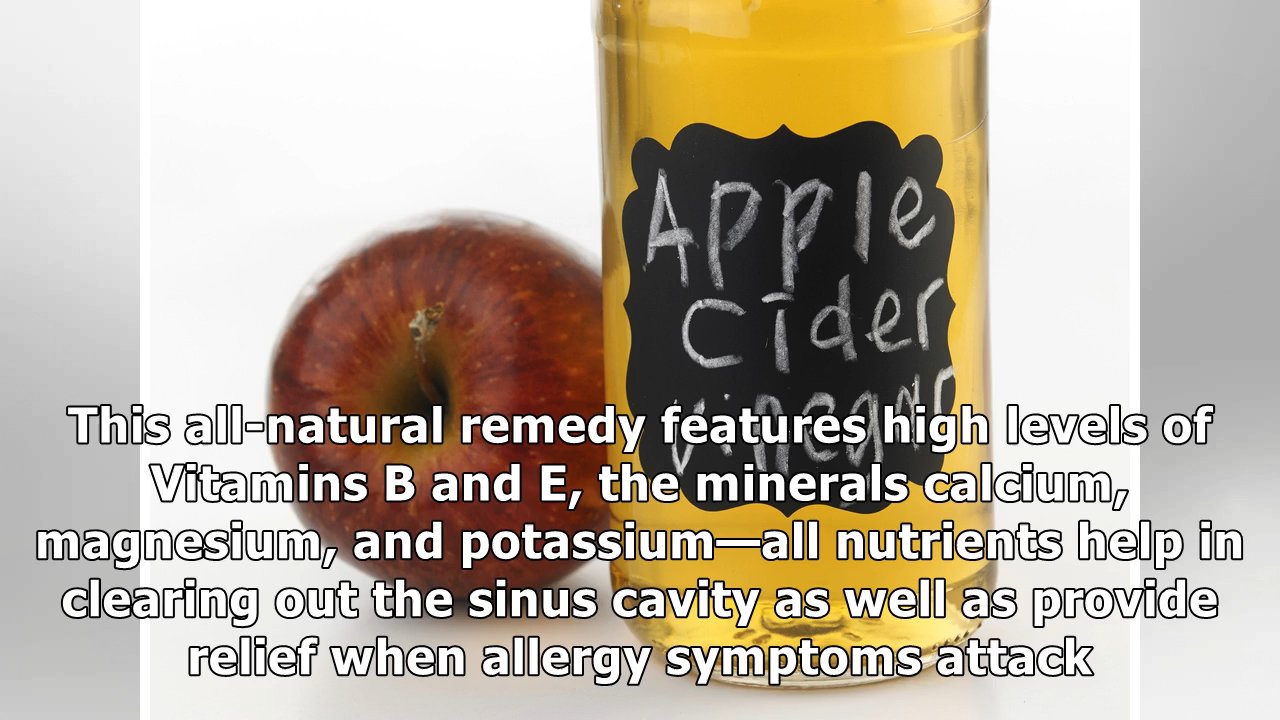 Apple
Cider
vinegar
This all-natural remedy features high levels of
Vitamins B and E, the minerals calcium,
magnesium, and potassium—all nutrients help in
clearing out the sinus cavity as well as provide
relief when allergy symptoms attack